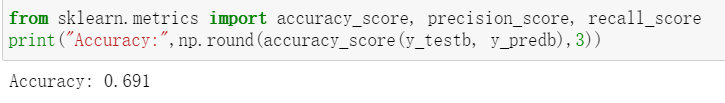 from sklearn.metrics import accuracy_score, precision_score, recall_score
print("Accuracy:",np.round(accuracy_score(y_testb, y_predb),3))
Accuracy: 0.691